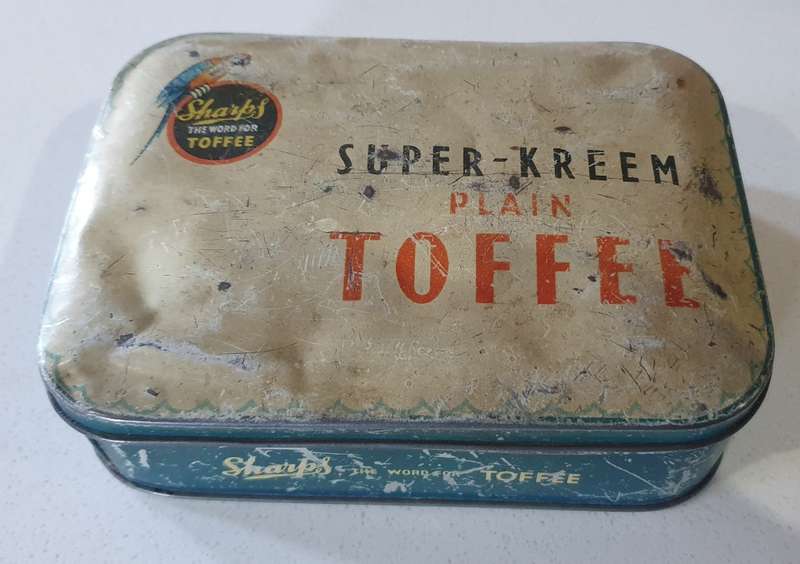 Sharps
THE WORD FOR
TOFFEE
SUPER-KREEM
PLAIN
TOFFEE
Sharps THE WORD FOR TOFFEE